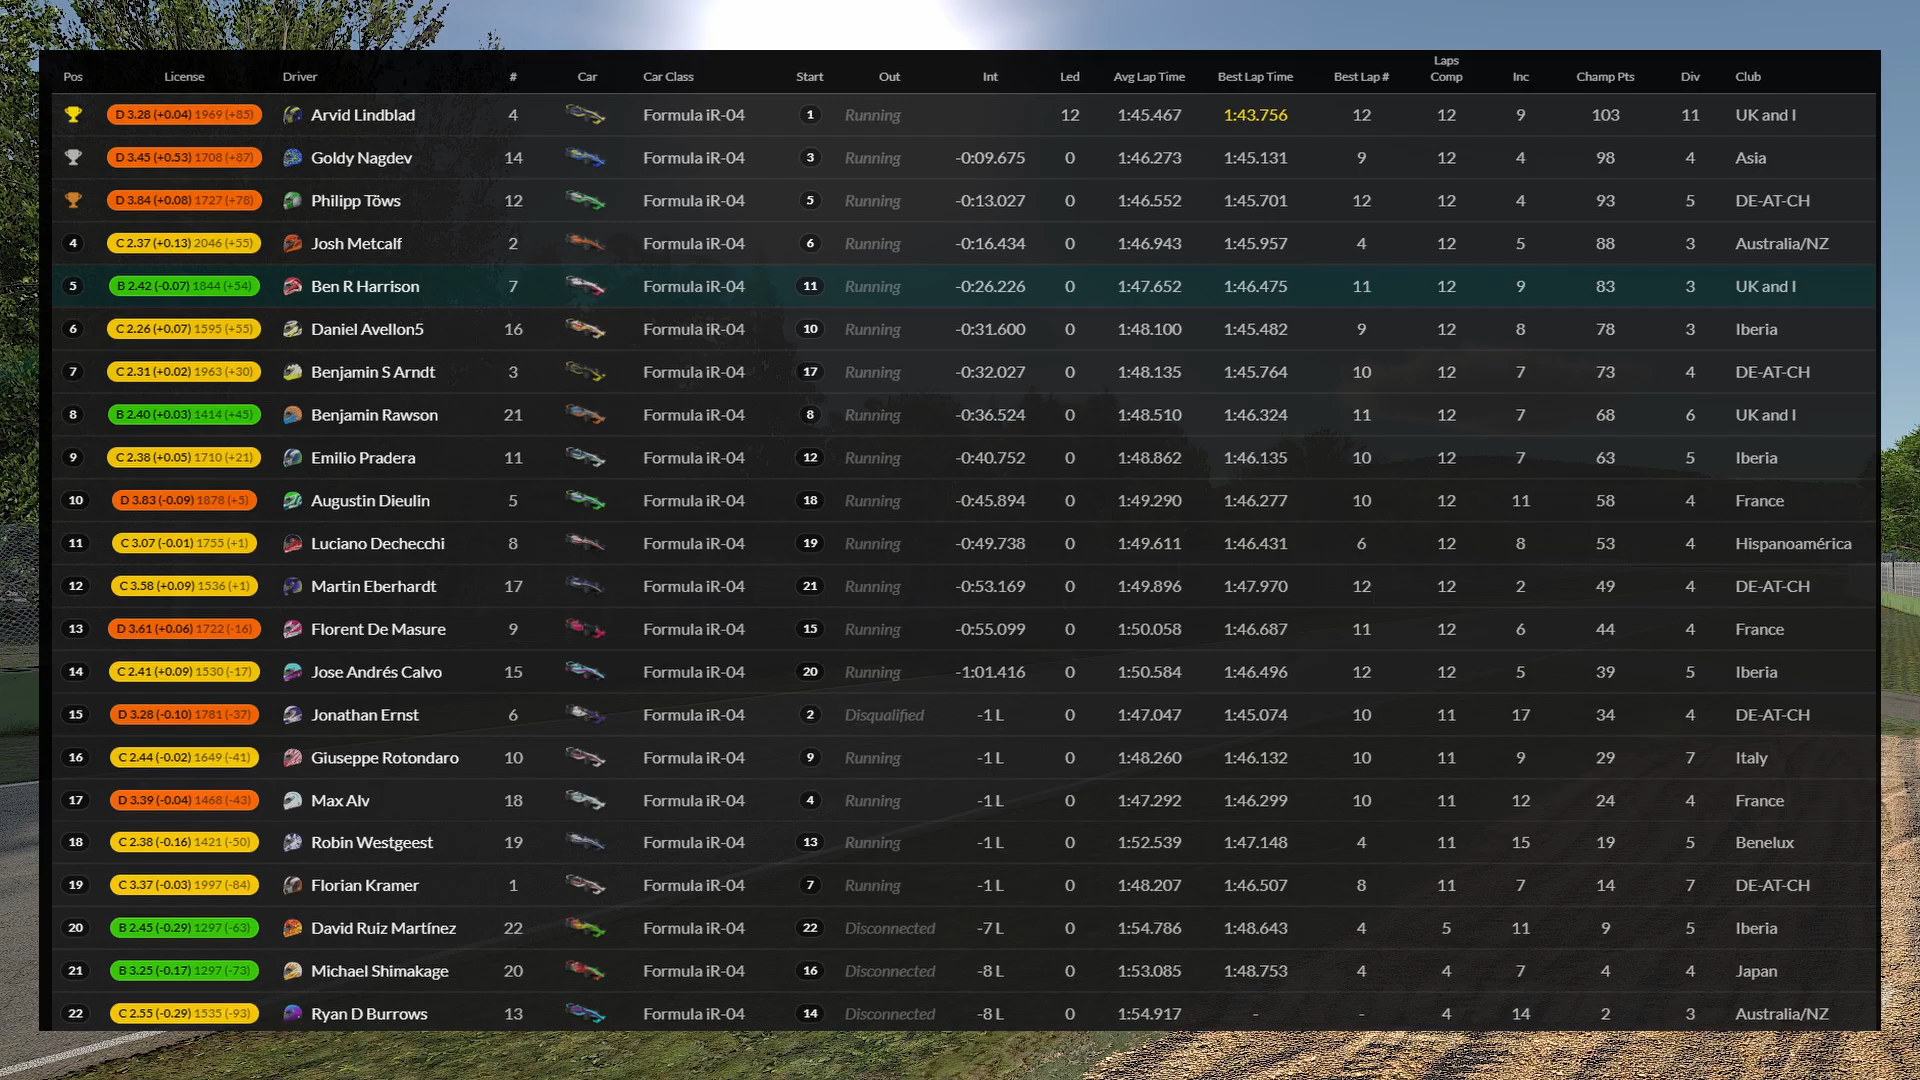 Pos License Driver # Car Car Class Start Out Int Led Avg Lap Time Best Lap Time Best Lap # Laps Comp Inc Champ Pts Div Club
D 3.28 (+0.04) 1969 (+85) Arvid Lindblad 4 Formula iR-04 1 Running 12 1:45.467 1:43.756 12 12 9 103 11 UK and I
D 3.45 (+0.53) 1708 (+87) Goldy Nagdev 14 Formula iR-04 3 Running -0:09.675 0 1:46.273 1:45.131 9 12 4 98 4 Asia
D 3.84 (+0.08) 1727 (+78) Philipp Töws 12 Formula iR-04 5 Running -0:13.027 0 1:46.552 1:45.701 12 12 4 93 5 DE-AT-CH
4 C 2.37 (+0.13) 2046 (+55) Josh Metcalf 2 Formula iR-04 6 Running -0:16.434 0 1:46.943 1:45.957 4 12 5 88 3 Australia/NZ
5 B 2.42 (-0.07) 1844 (+54) Ben R Harrison 7 Formula iR-04 11 Running -0:26.226 0 1:47.652 1:46.475 11 12 9 83 3 UK and I
6 C 2.26 (+0.07) 1595 (+55) Daniel Avellon5 16 Formula iR-04 10 Running -0:31.600 0 1:48.100 1:45.482 9 12 8 78 3 Iberia
7 C 2.31 (+0.02) 1963 (+30) Benjamin S Arndt 3 Formula iR-04 17 Running -0:32.027 0 1:48.135 1:45.764 10 12 7 73 4 DE-AT-CH
8 B 2.40 (+0.03) 1414 (+45) Benjamin Rawson 21 Formula iR-04 8 Running -0:36.524 0 1:48.510 1:46.324 11 12 7 68 6 UK and I
9 C 2.38 (+0.05) 1710 (+21) Emilio Pradera 11 Formula iR-04 12 Running -0:40.752 0 1:48.862 1:46.135 10 12 7 63 5 Iberia
10 D 3.83 (-0.09) 1878 (+5) Augustin Dieulin 5 Formula iR-04 18 Running -0:45.894 0 1:49.290 1:46.277 10 12 11 58 4 France
11 C 3.07 (-0.01) 1755 (+1) Luciano Dechecchi 8 Formula iR-04 19 Running -0:49.738 0 1:49.611 1:46.431 6 12 8 53 4 Hispanoamérica
12 C 3.58 (+0.09) 1536 (+1) Martin Eberhardt 17 Formula iR-04 21 Running -0:53.169 0 1:49.896 1:47.970 12 12 2 49 4 DE-AT-CH
13 D 3.61 (+0.06) 1722 (-16) Florent De Masure 9 Formula iR-04 15 Running -0:55.099 0 1:50.058 1:46.687 11 12 6 44 4 France
14 C 2.41 (+0.09) 1530 (-17) Jose Andrés Calvo 15 Formula iR-04 20 Running -1:01.416 0 1:50.584 1:46.496 12 12 5 39 5 Iberia
15 D 3.28 (-0.10) 1781 (-37) Jonathan Ernst 6 Formula iR-04 2 Disqualified -1 L 0 1:47.047 1:45.074 10 11 17 34 4 DE-AT-CH
16 C 2.44 (-0.02) 1649 (-41) Giuseppe Rotondaro 10 Formula iR-04 9 Running -1 L 0 1:48.260 1:46.132 10 11 9 29 7 Italy
17 D 3.39 (-0.04) 1468 (-43) Max Alv 18 Formula iR-04 4 Running -1 L 0 1:47.292 1:46.299 10 11 12 24 4 France
18 C 2.38 (-0.16) 1421 (-50) Robin Westgeest 19 Formula iR-04 13 Running -1 L 0 1:52.539 1:47.148 4 11 15 19 5 Benelux
19 C 3.37 (-0.03) 1997 (-84) Florian Kramer 1 Formula iR-04 7 Running -1 L 0 1:48.207 1:46.507 8 11 7 14 7 DE-AT-CH
20 B 2.45 (-0.29) 1297 (-63) David Ruiz Martínez 22 Formula iR-04 22 Disconnected -7 L 0 1:54.786 1:48.643 4 5 11 9 5 Iberia
21 B 3.25 (-0.17) 1297 (-73) Michael Shimakage 20 Formula iR-04 16 Disconnected -8 L 0 1:53.085 1:48.753 4 4 7 4 4 Japan
22 C 2.55 (-0.29) 1535 (-93) Ryan D Burrows 13 Formula iR-04 14 Disconnected -8 L 0 1:54.917 - - 4 14 2 3 Australia/NZ